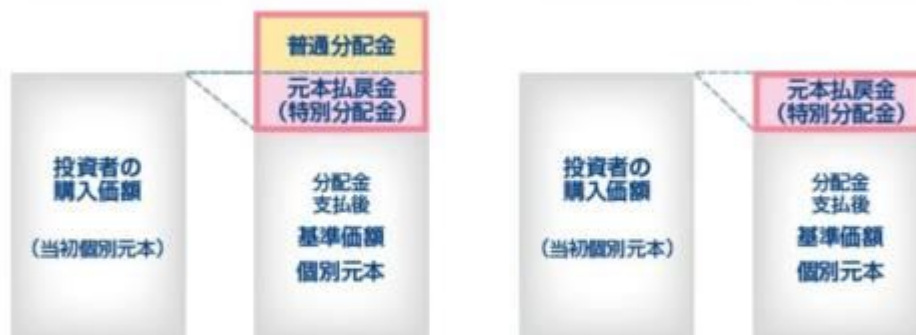 普通分配金
元本払戻金
(特別分配金)
投資者の
購入価額
(当初個別元本)
分配金
支払後
基準価額
個別元本
元本払戻金
(特別分配金)
投資者の
購入価額
(当初個別元本)
分配金
支払後
基準価額
個別元本